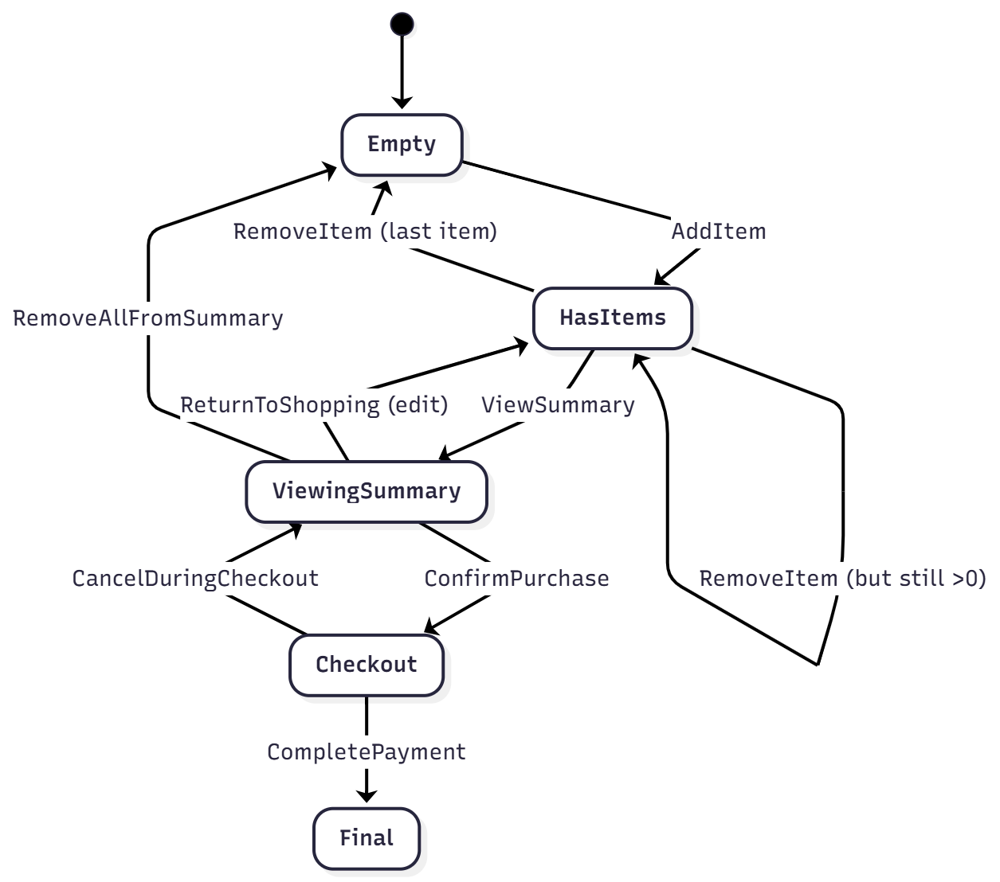 Empty
RemoveItem (last item)
AddItem
RemoveAllFromSummary
HasItems
ReturnToShopping (edit)
ViewSummary
ViewingSummary
CancelDuringCheckout
ConfirmPurchase
RemoveItem (but still >0)
Checkout
CompletePayment
Final